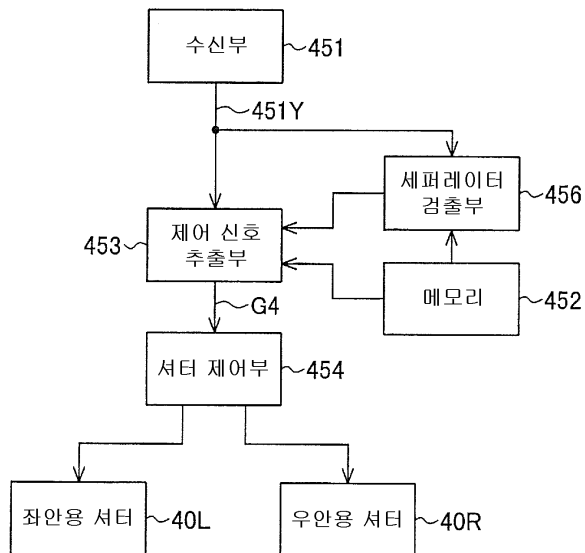 수신부
451
451Y
세퍼레이터
검출부
456
제어 신호
추출부
453
메모리
452
G4
셔터 제어부
454
좌안용 셔터
40L
우안용 셔터
40R